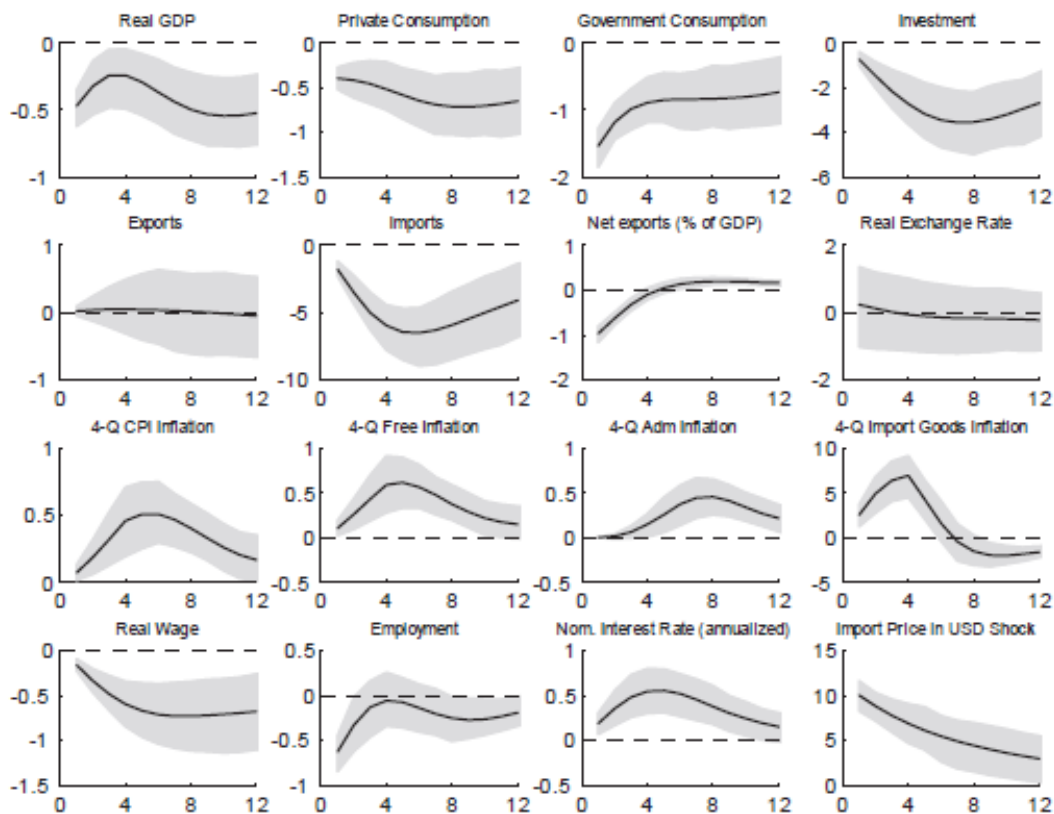 Real GDP Private Consumption Government Consumption Investment
0 0 0 0
-0.5 -0.5 -1 -2
-1 -4
-1 -1.5 -2 -6
0 4 8 12 0 4 8 12 0 4 8 12 0 4 8 12
Exports Imports Net exports (% of GDP) Real Exchange Rate
1 0 1 2
0 -5 0 0
-1
-1 -10 -2 -2
0 4 8 12 0 4 8 12 0 4 8 12 0 4 8 12
4-Q CPI Inflation 4-Q Free Inflation 4-Q Adm Inflation 4-Q Import Goods Inflation
1 1 1 10
0.5 0.5 0.5 5
0 0 0
0 -0.5 -0.5 -5
0 4 8 12 0 4 8 12 0 4 8 12 0 4 8 12
Real Wage Employment Nom. Interest Rate (annualized) Import Price in USD Shock
0 0.5 1 15
-0.5 0 0.5 10
-1 -0.5 0 5
-1.5 -1 0.5 0
0 4 8 12 0 4 8 12 0 4 8 12 0 4 8 12